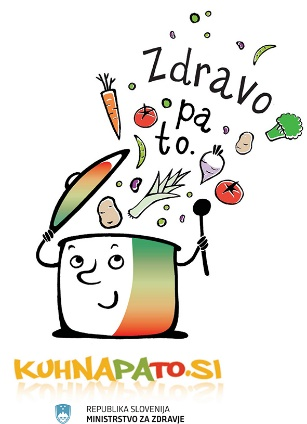 Zdravo
pa
to.
KUHNAPATO.SI
REPUBLIKA SLOVENIJA
MINISTRSTVO ZA ZDRAVJE